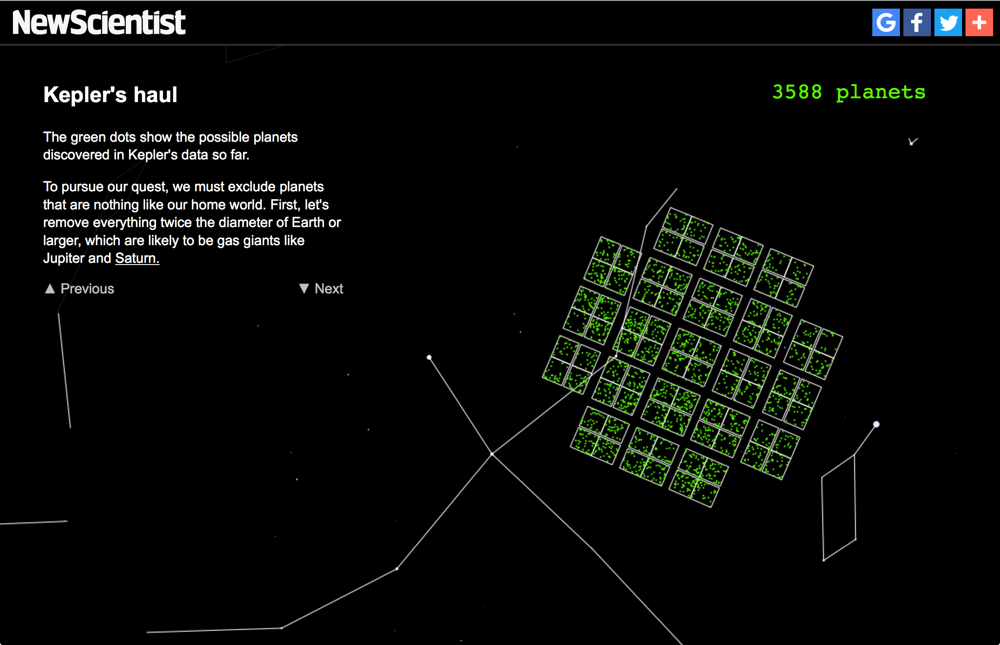 NewScientist
Kepler's haul
3588 planets
The green dots show the possible planets
discovered in Kepler's data so far.
To pursue our quest, we must exclude planets
that are nothing like our home world. First, let's
remove everything twice the diameter of Earth or
larger, which are likely to be gas giants like
Jupiter and Saturn.
▲ Previous
▼ Next